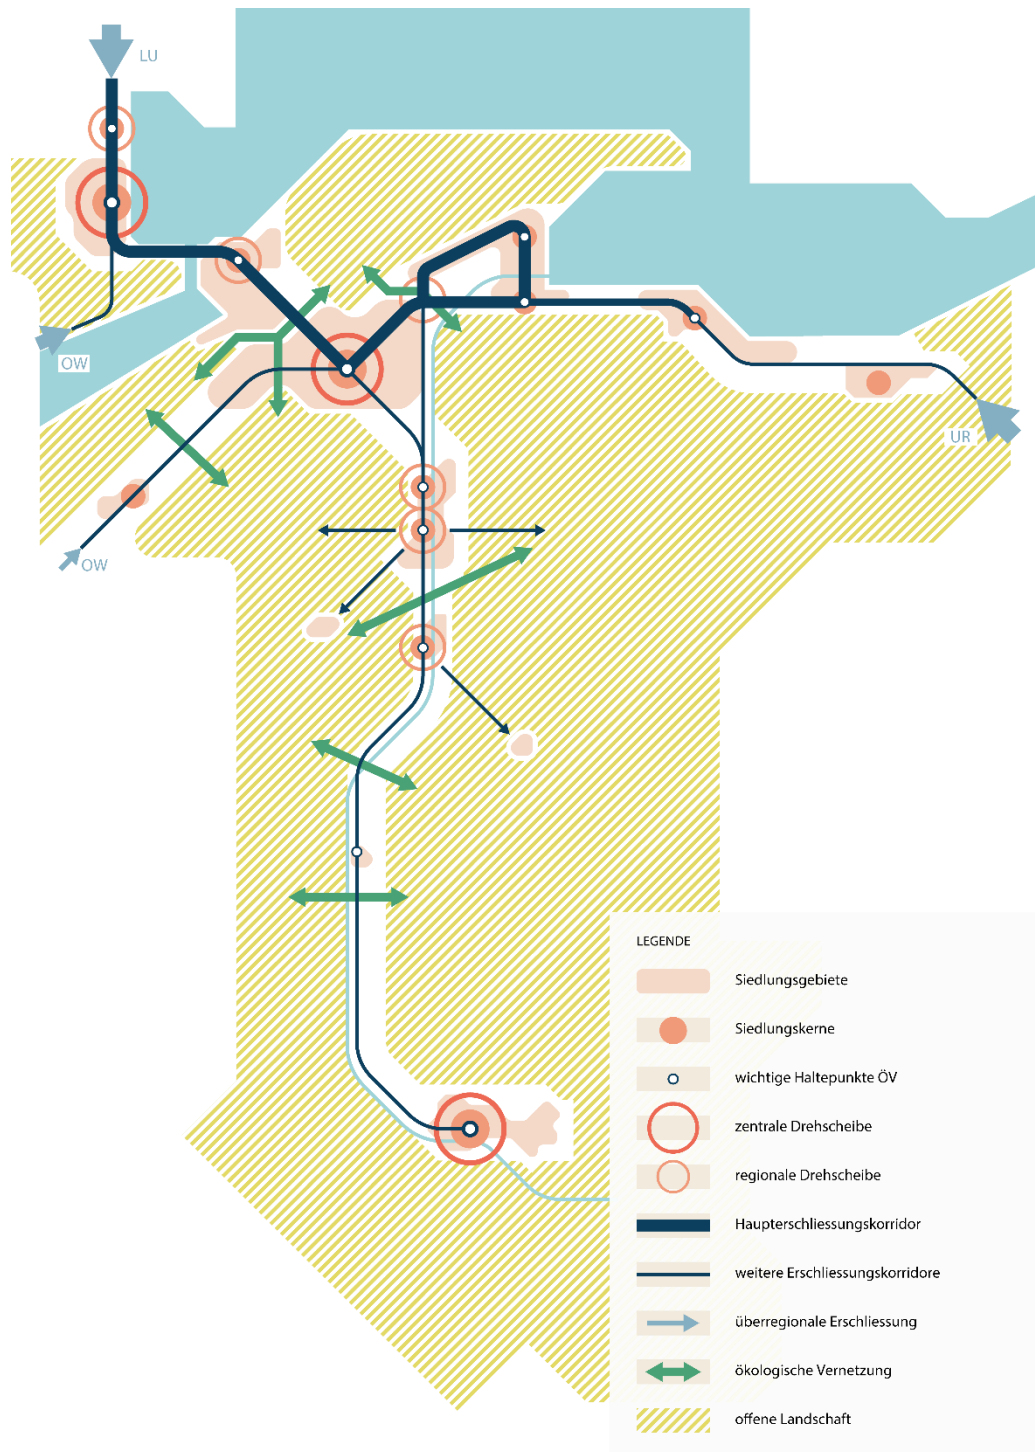 LU
OW
UR
OW
LEGENDE
Siedlungsgebiete
Siedlungskerne
wichtige Haltepunkte ÖV
zentrale Drehscheibe
regionale Drehscheibe
Haupterschliessungskorridor
weitere Erschliessungskorridore
überregionale Erschliessung
ökologische Vernetzung
offene Landschaft